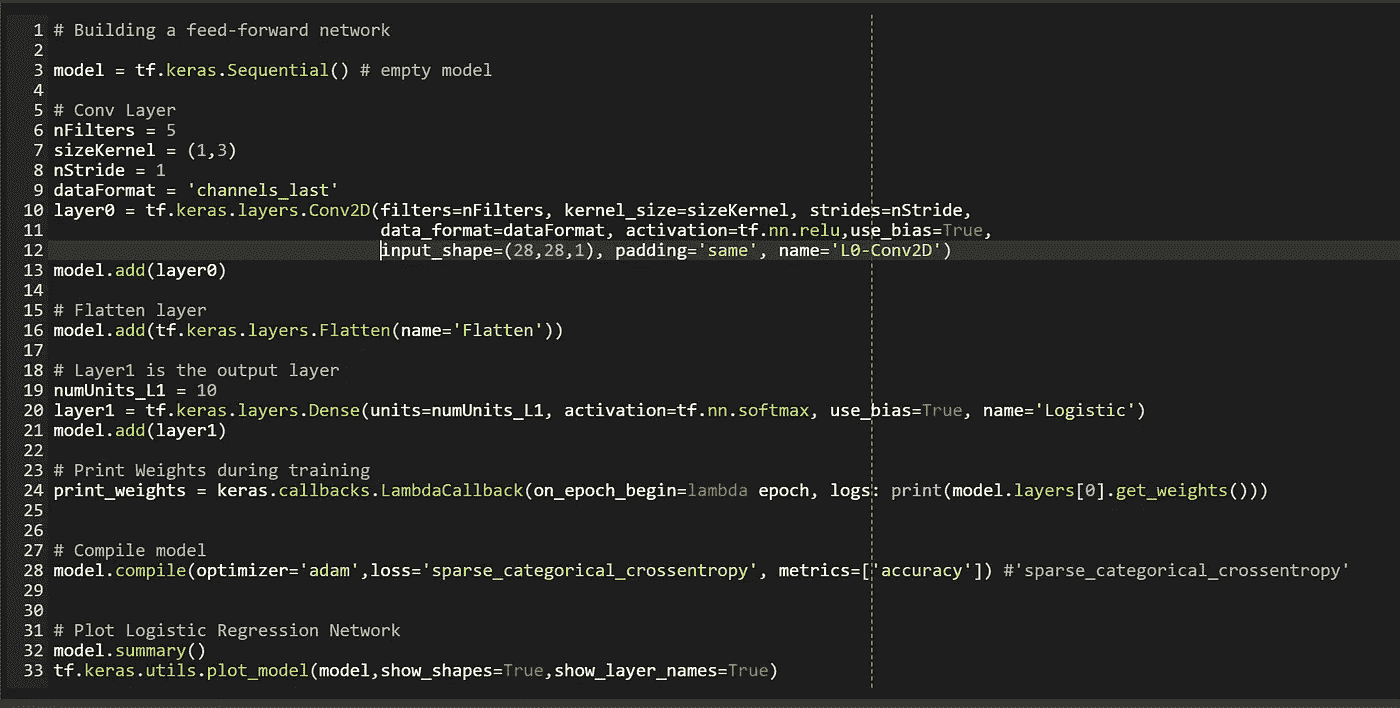 1 # Building a feed-forward network
2
3 model = tf.keras.Sequential() # empty model
4
5 # Conv Layer
6 nFilters = 5
7 sizeKernel = (1,3)
8 nStride = 1
9 dataFormat = 'channels_last'
10 layer0 = tf.keras.layers.Conv2D(filters=nFilters, kernel_size=sizeKernel, strides=nStride,
11                                 data_format=dataFormat, activation=tf.nn.relu,use_bias=True,
12                                 input_shape=(28,28,1), padding='same', name='L0-Conv2D')
13 model.add(layer0)
14
15 # Flatten layer
16 model.add(tf.keras.layers.Flatten(name='Flatten'))
17
18 # Layer1 is the output layer
19 numUnits_L1 = 10
20 layer1 = tf.keras.layers.Dense(units=numUnits_L1, activation=tf.nn.softmax, use_bias=True, name='Logistic')
21 model.add(layer1)
22
23 # Print Weights during training
24 print_weights = keras.callbacks.LambdaCallback(on_epoch_begin=lambda epoch, logs: print(model.layers[0].get_weights()))
25
26
27 # Compile model
28 model.compile(optimizer='adam',loss='sparse_categorical_crossentropy', metrics=['accuracy']) #'sparse_categorical_crossentropy'
29
30
31 # Plot Logistic Regression Network
32 model.summary()
33 tf.keras.utils.plot_model(model,show_shapes=True,show_layer_names=True)